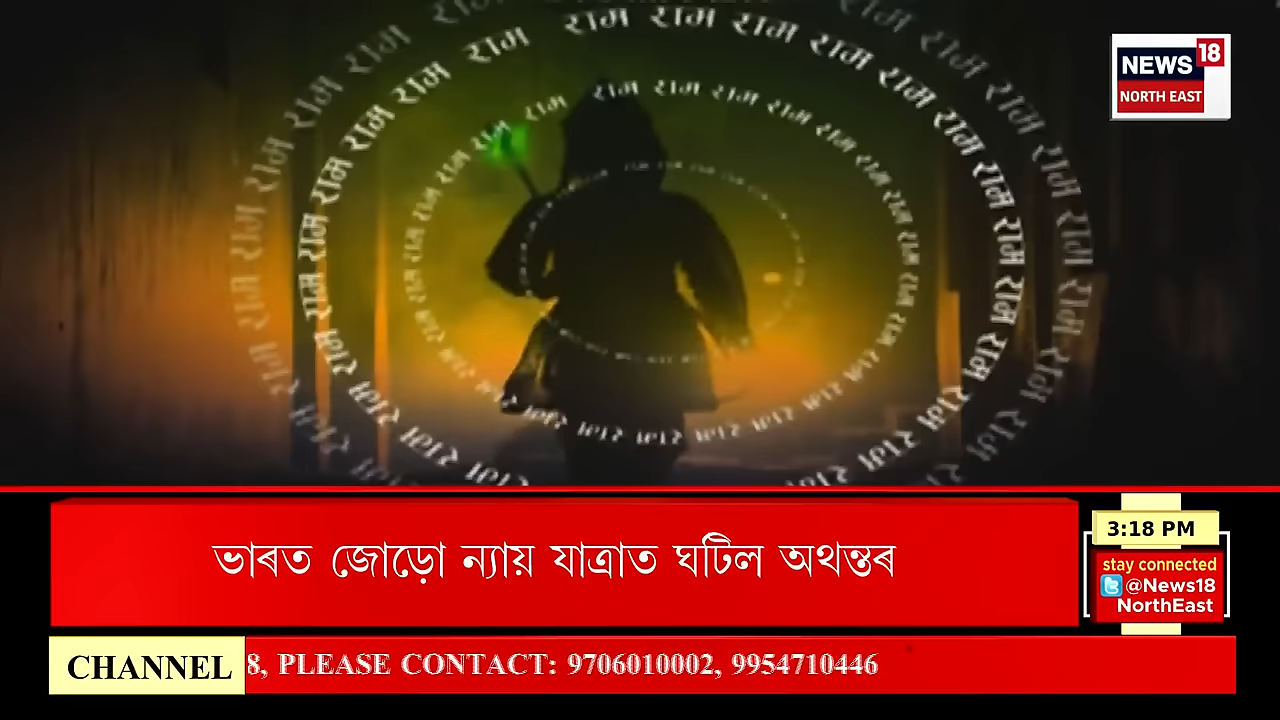 राम राम राम राम राम राम राम राम राम राम राम राम
NEWS 18
NORTH EAST
ভাৰত জোড়ো ন্যায় যাত্ৰাত ঘটিল অথন্তৰ
3:18 PM
stay connected
@News18
NorthEast
CHANNEL 8, PLEASE CONTACT: 9706010002, 9954710446